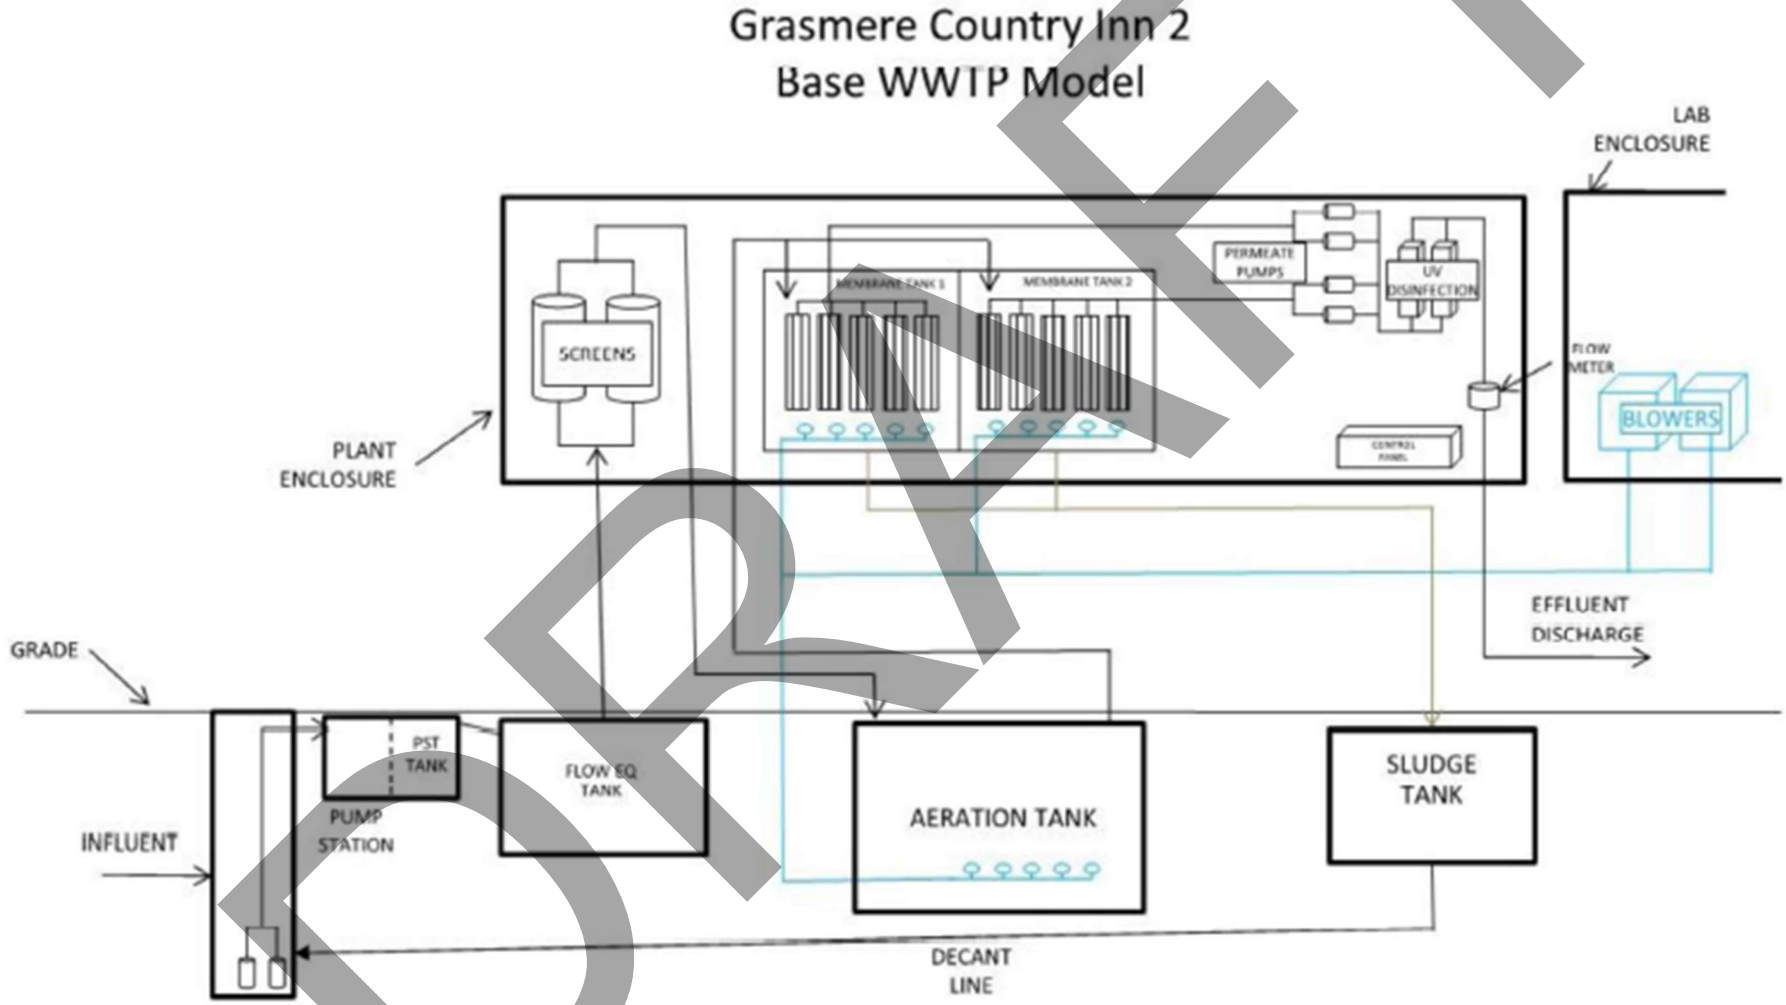 Grasmere Country Inn 2
Base WWTP Model
LAB
ENCLOSURE
PERMEATE
PUMPS
UV
DISINFECTION
MEMBRANE TANK 1
MEMBRANE TANK 2
SCREENS
FLOW
METER
BLOWERS
CONTROL
PANEL
PLANT
ENCLOSURE
EFFLUENT
DISCHARGE
GRADE
PST
TANK
FLOW EQ
TANK
SLUDGE
TANK
AERATION TANK
PUMP
STATION
INFLUENT
DECANT
LINE
DRAFT